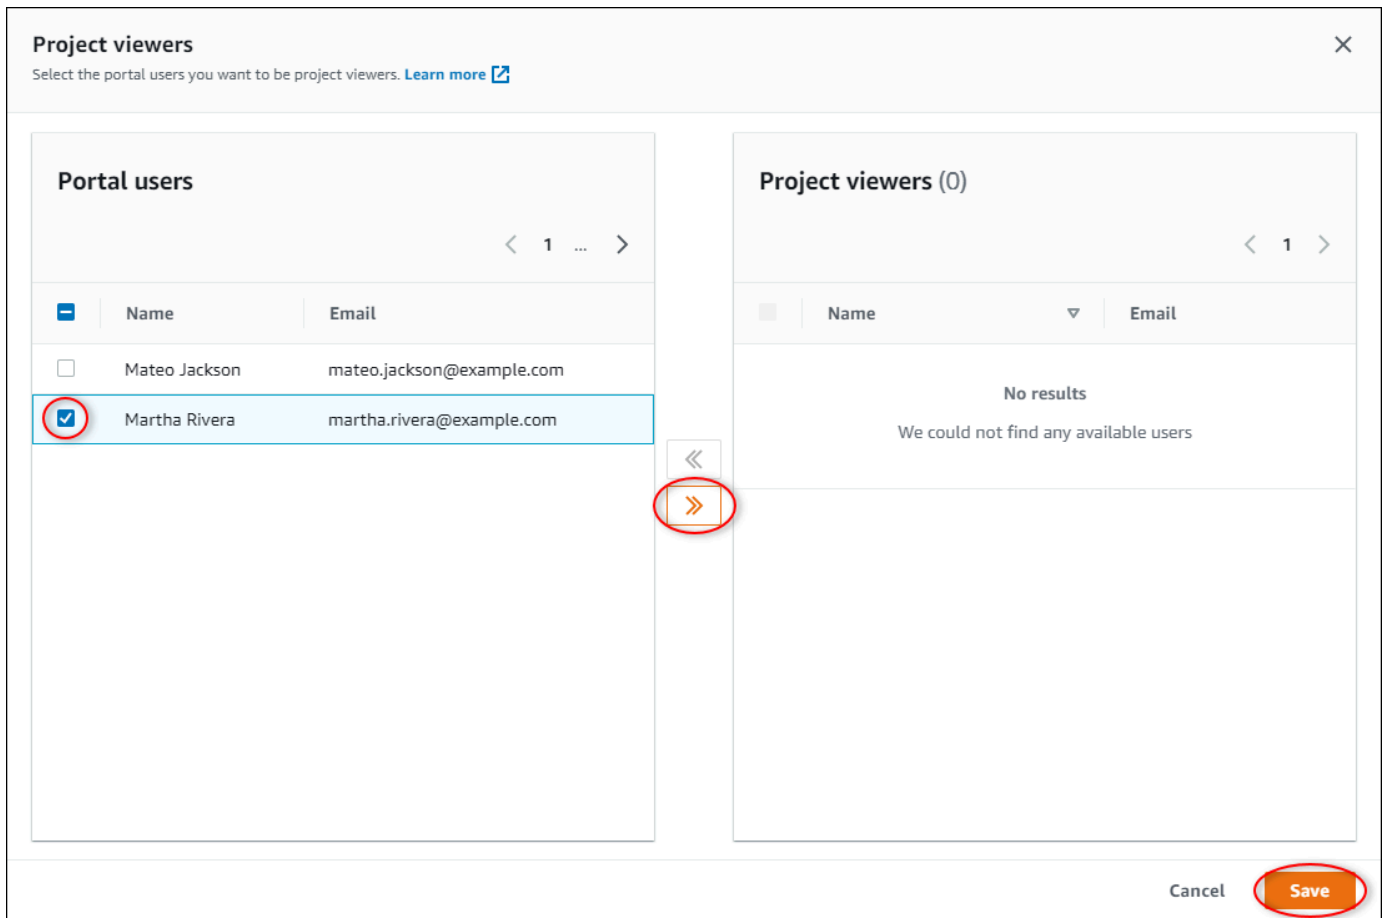 Project viewers
Select the portal users you want to be project viewers. Learn more
Portal users
1 ...
Name Email
Mateo Jackson mateo.jackson@example.com
Martha Rivera martha.rivera@example.com
Project viewers (0)
1
Name Email
No results
We could not find any available users
Cancel Save